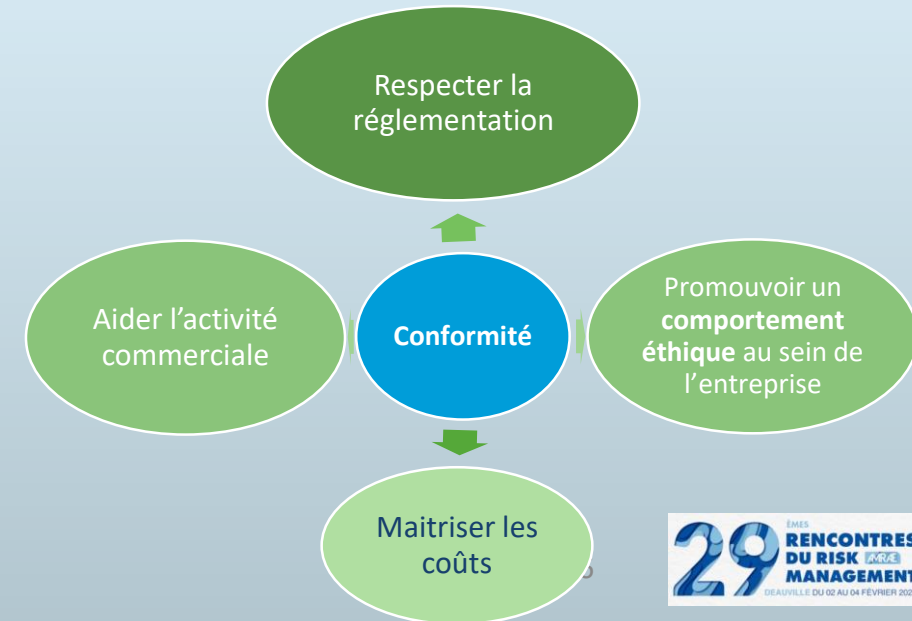 Respecter la
réglementation
Aider l’activité
commerciale
Conformité
Promouvoir un
comportement
éthique au sein de
l’entreprise
Maitriser les
coûts
29
ÈMES
RENCONTRES
DU RISK AMRAE
MANAGEMENT
DEAUVILLE DU 02 AU 04 FÉVRIER